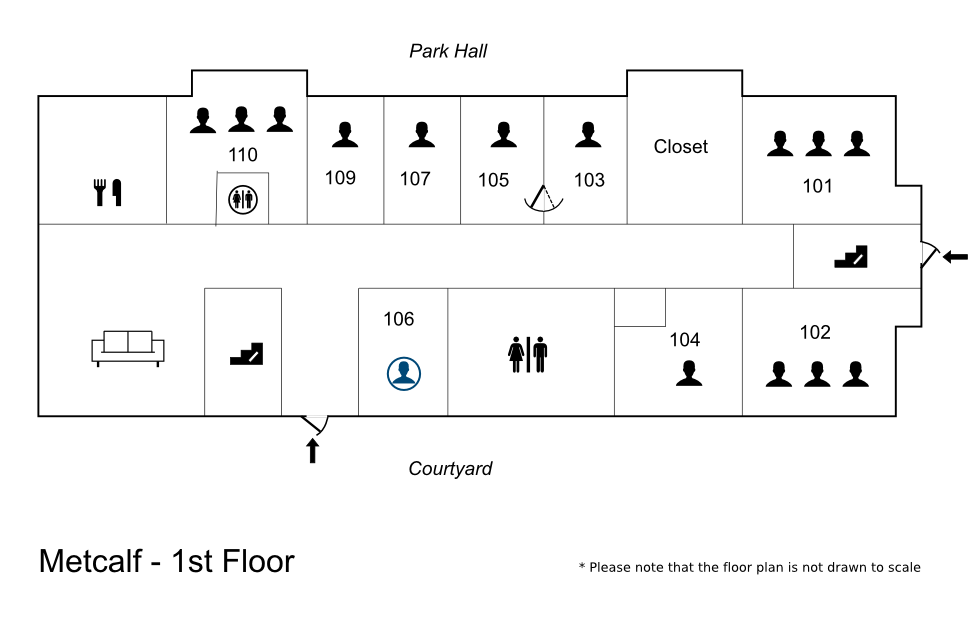 Park Hall
110
109
107
105
103
Closet
101
106
104
102
Courtyard
Metcalf - 1st Floor
* Please note that the floor plan is not drawn to scale